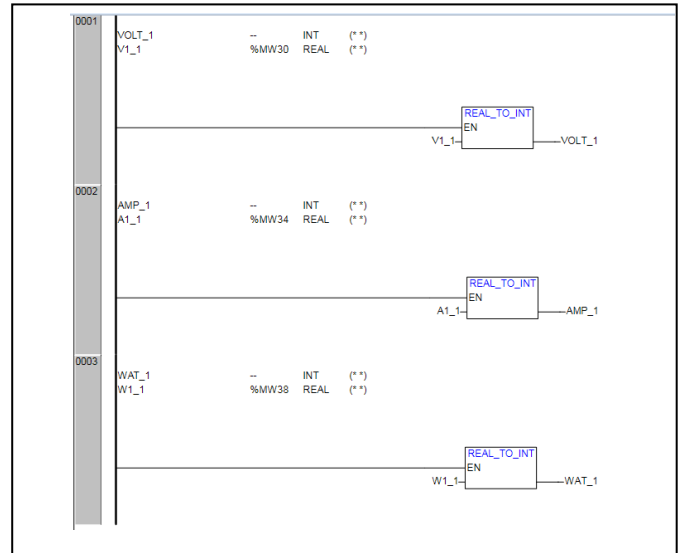 0001
VOLT_1 -- INT (* *)
V1_1 %MW30 REAL (* *)
REAL_TO_INT
EN
V1_1 VOLT_1
0002
AMP_1 -- INT (* *)
A1_1 %MW34 REAL (* *)
REAL_TO_INT
EN
A1_1 AMP_1
0003
WAT_1 -- INT (* *)
W1_1 %MW38 REAL (* *)
REAL_TO_INT
EN
W1_1 WAT_1